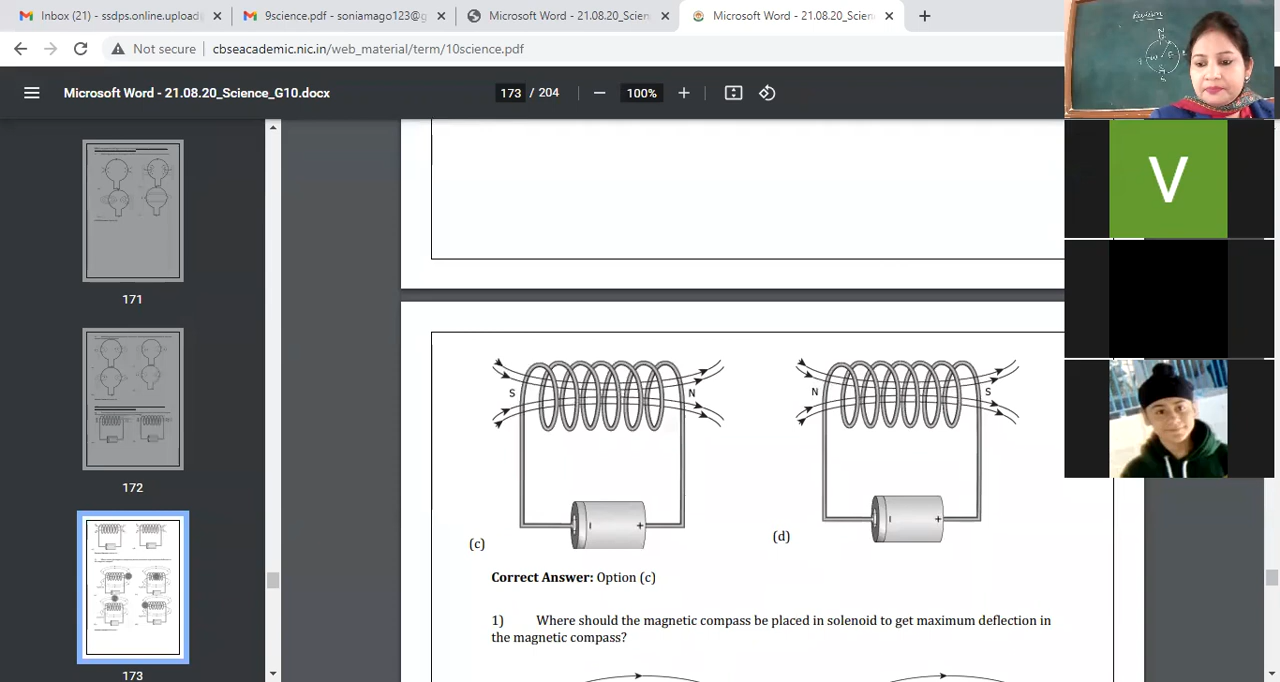 Inbox (21) - ssdps.online.upload
9science.pdf - soniamago123@g
Microsoft Word - 21.08.20_Scien
Microsoft Word - 21.08.20_Scien
Not secure
cbseacademic.nic.in/web_material/term/10science.pdf
Microsoft Word - 21.08.20_Science_G10.docx
173 / 204
100%
Revision
N
W E
S
V
171
172
173
S N
N S
- +
- +
(c)
(d)
Correct Answer: Option (c)
1) Where should the magnetic compass be placed in solenoid to get maximum deflection in
the magnetic compass?